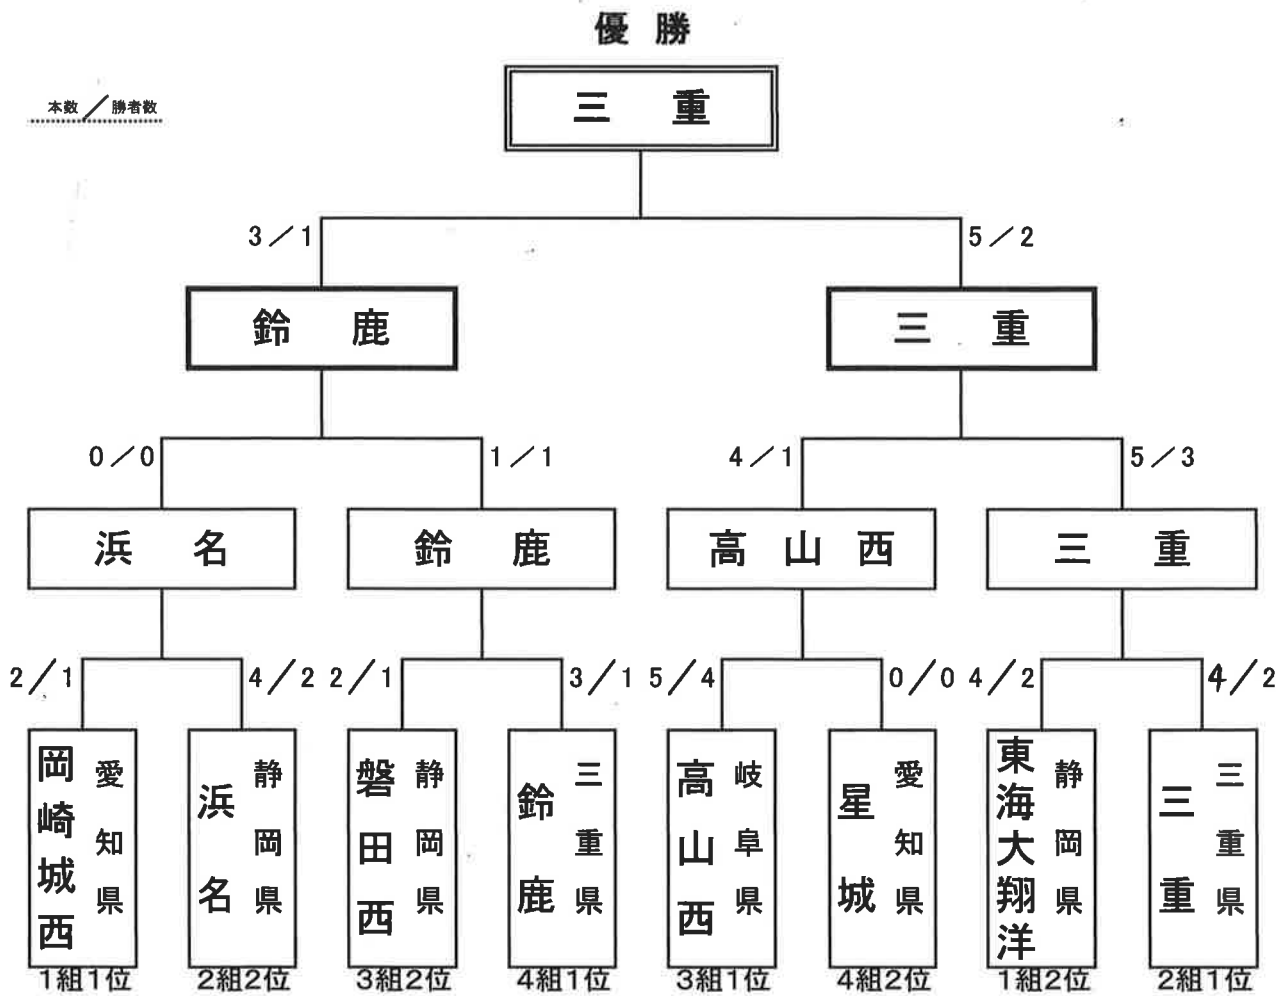 優勝
三重
本数／勝者数
3／1
5／2
鈴鹿
三重
0／0
1／1
4／1
5／3
浜名
鈴鹿
高山西
三重
2／1
4／2
2／1
3／1
5／4
0／0
4／2
4／2
岡崎城西
愛知県
浜名
静岡県
磐田西
静岡県
鈴鹿
三重県
高山西
岐阜県
星城
愛知県
東海大翔洋
静岡県
三重
三重県
1組1位
2組2位
3組2位
4組1位
3組1位
4組2位
1組2位
2組1位